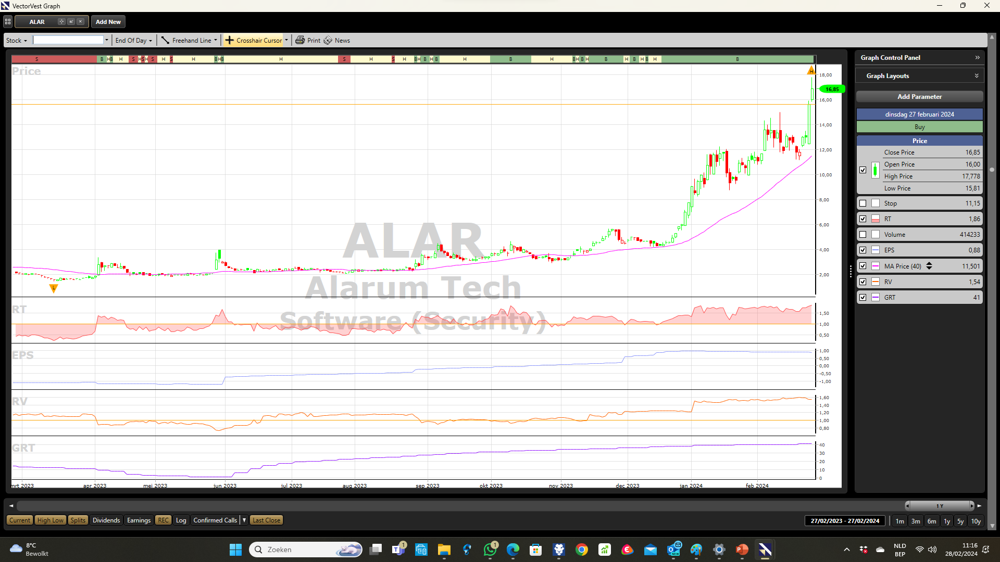 VectorVest Graph
ALAR
Add New
Stock
End Of Day
Freehand Line
Crosshair Cursor
Print
News
S B H B H S H S H S H S H B H B H S H S H B H B H B H B H B H B H B H B H B H B
Price
H
18,00
16,85
16,00
14,00
12,00
10,00
8,00
6,00
4,00
2,00
L
ALAR
Alarum Tech
Software (Security)
RT
1,50
1,00
0,50
EPS
1,00
0,50
0,00
-0,50
-1,00
RV
1,60
1,40
1,20
1,00
0,80
GRT
40
30
20
10
0
mrt 2023
apr 2023
mei 2023
jun 2023
jul 2023
aug 2023
sep 2023
okt 2023
nov 2023
dec 2023
jan 2024
feb 2024
Graph Control Panel
Graph Layouts
Add Parameter
dinsdag 27 februari 2024
Buy
Price
Close Price 16,85
Open Price 16,00
High Price 17,778
Low Price 15,81
Stop 11,15
RT 1,86
Volume 414233
EPS 0,88
MA Price (40) 11,501
RV 1,54
GRT 41
1 Y
Current
High Low
Splits
Dividends
Earnings
REC
Log
Confirmed Calls
Last Close
27/02/2023 - 27/02/2024
1m
3m
6m
1y
5y
10y
8°C
Bewolkt
Zoeken
1
1
NEW
NLD
BEP
11:16
28/02/2024